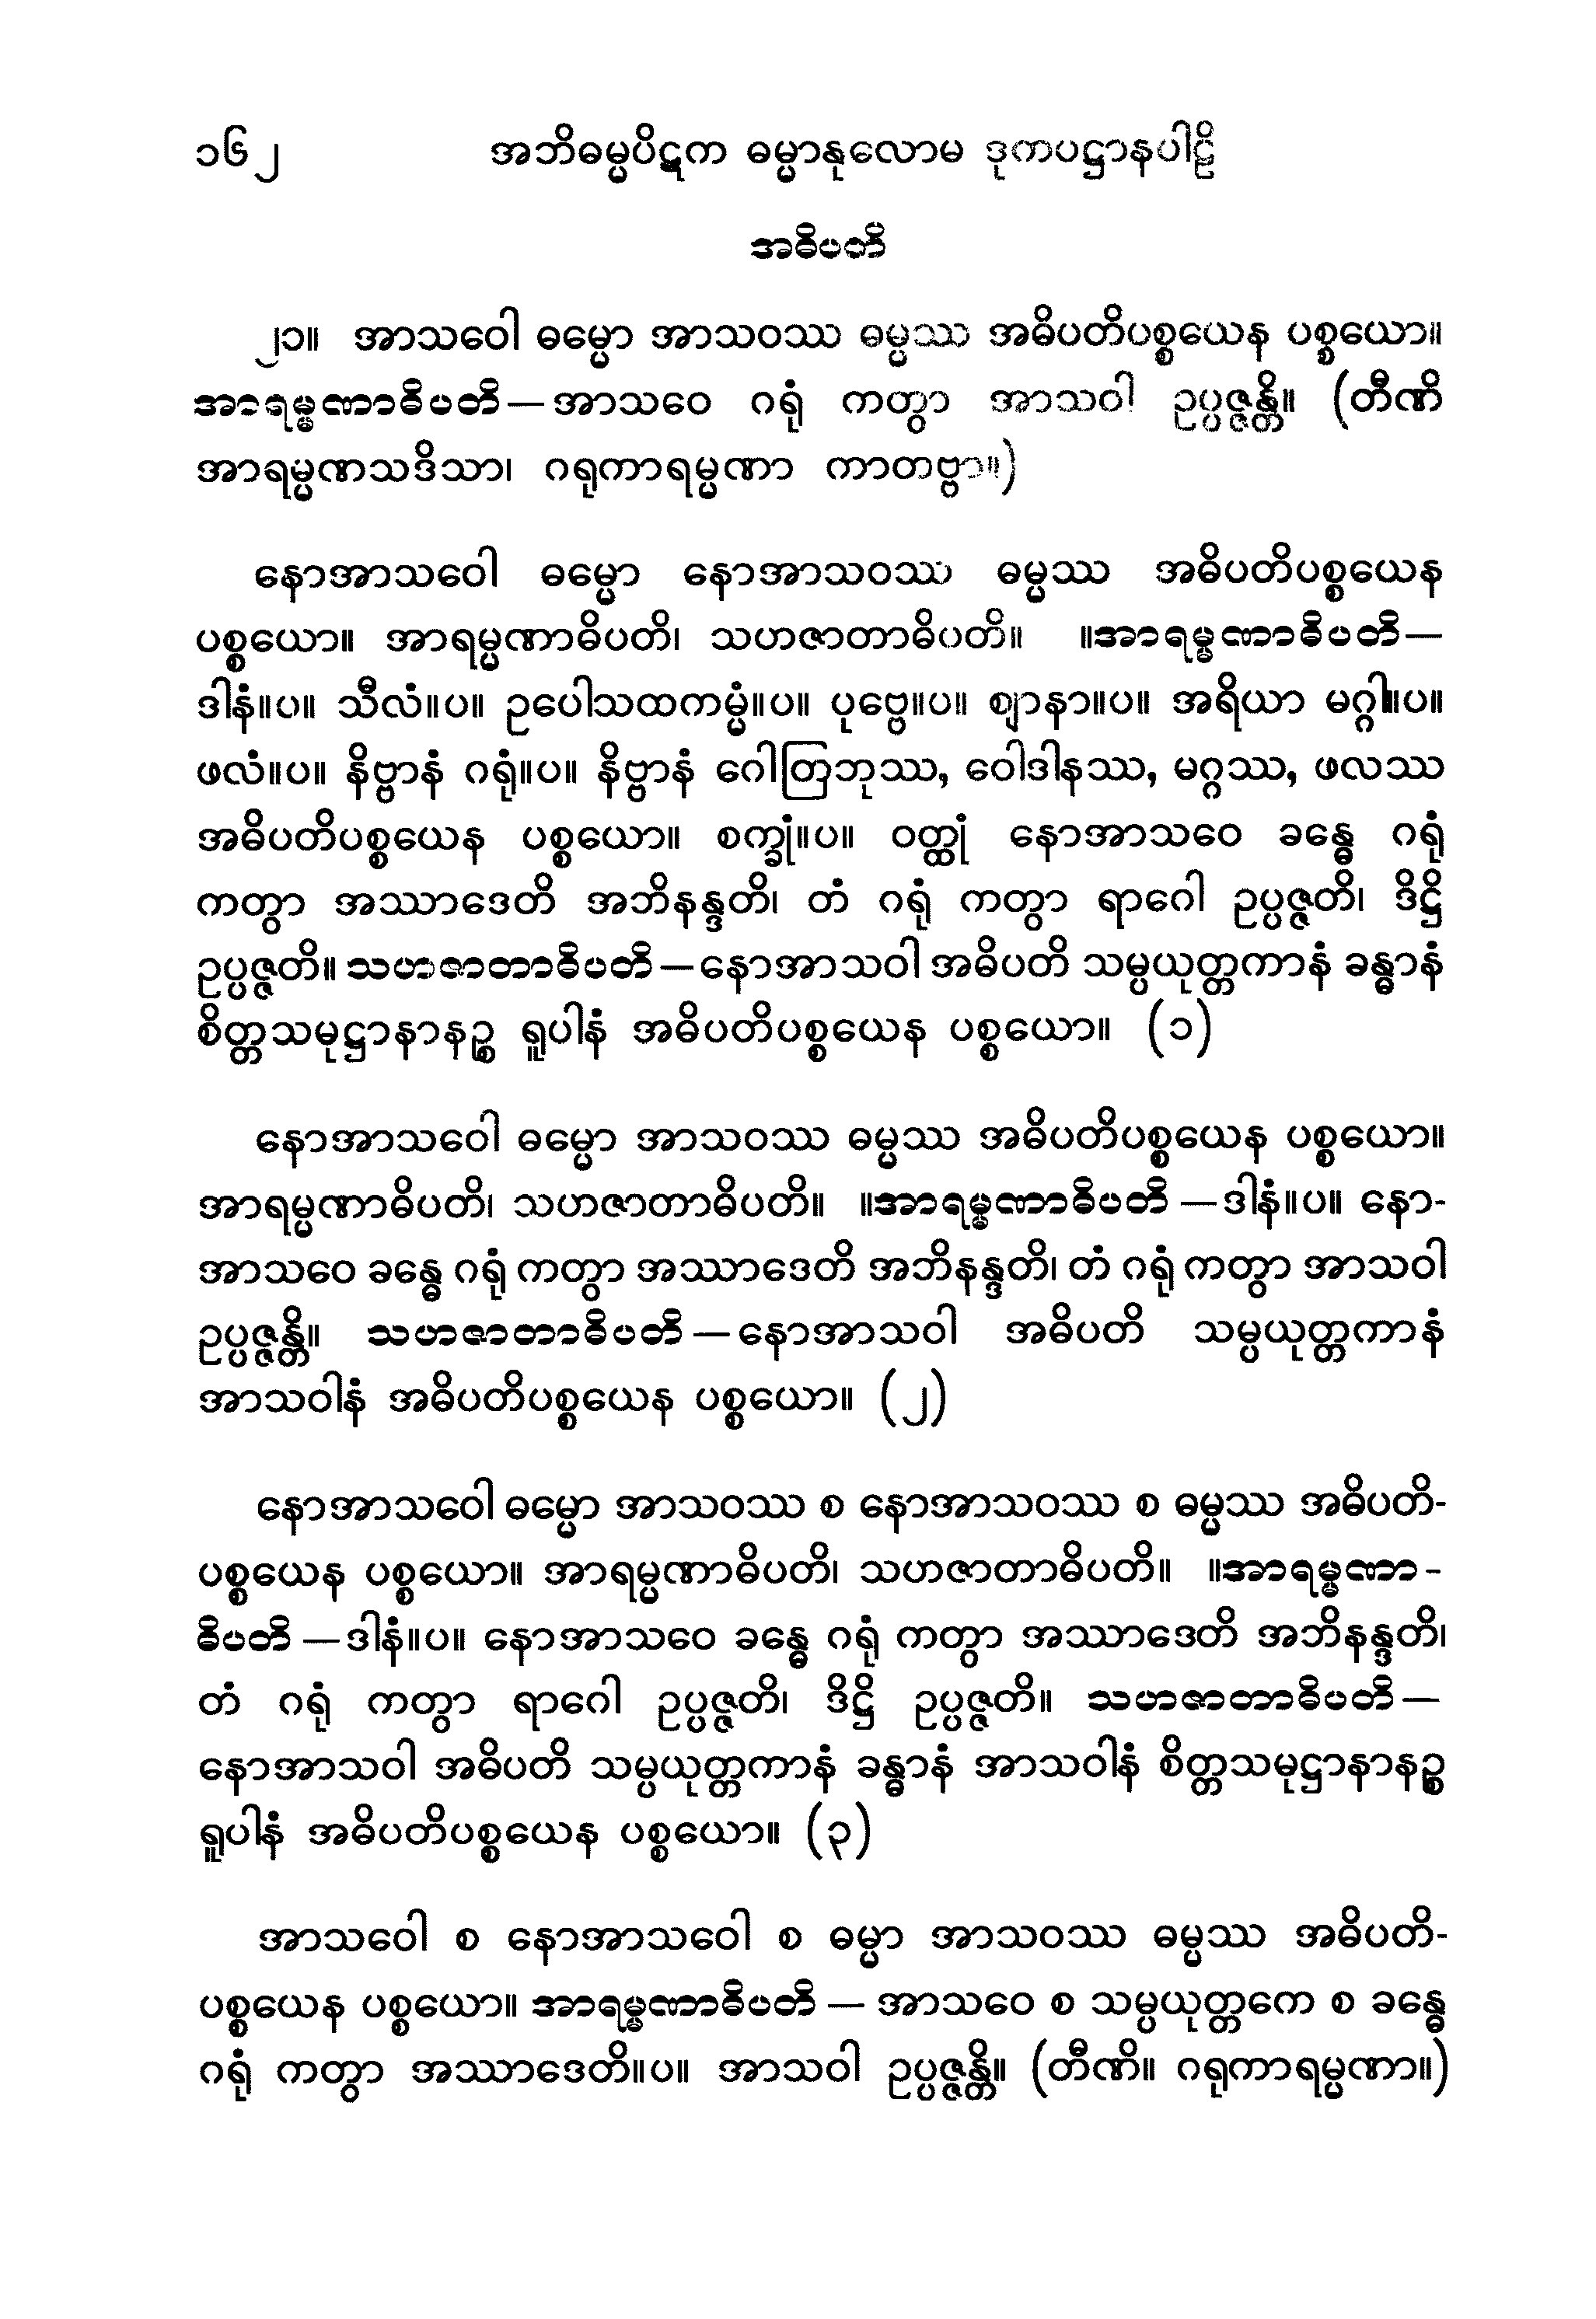 ၁၆၂ အဘိဓမ္မပိဋက ဓမ္မာနုလောမ ဒုကပဋ္ဌာနပါဠိ
အဓိပတိ
၂၁။ အာသဝေါ ဓမ္မော အာသဝဿ ဓမ္မဿ အဓိပတိပစ္စယေန ပစ္စယော။
အာရမ္မဏာဓိပတိ—အာသဝေ ဂရုံ ကတွာ အာသဝါ ဥပ္ပဇ္ဇန္တိ။ (တီဏိ
အာရမ္မဏသဒိသာ၊ ဂရုကာရမ္မဏာ ကာတဗ္ဗာ။)
နောအာသဝေါ ဓမ္မော နောအာသဝဿ ဓမ္မဿ အဓိပတိပစ္စယေန
ပစ္စယော။ အာရမ္မဏာဓိပတိ၊ သဟဇာတာဓိပတိ။ ။အာရမ္မဏာဓိပတိ—
ဒါနံ။ပ။ သီလံ။ပ။ ဥပေါသထကမ္မံ။ပ။ ပုဗ္ဗေ။ပ။ ဈာနာ။ပ။ အရိယာ မဂ္ဂါ။ပ။
ဖလံ။ပ။ နိဗ္ဗာနံ ဂရုံ။ပ။ နိဗ္ဗာနံ ဂေါတြဘုဿ, ဝေါဒါနဿ, မဂ္ဂဿ, ဖလဿ
အဓိပတိပစ္စယေန ပစ္စယော။ စက္ခုံ။ပ။ ဝတ္ထုံ နောအာသဝေ ခန္ဓေ ဂရုံ
ကတွာ အဿာဒေတိ အဘိနန္ဒတိ၊ တံ ဂရုံ ကတွာ ရာဂေါ ဥပ္ပဇ္ဇတိ၊ ဒိဋ္ဌိ
ဥပ္ပဇ္ဇတိ။ သဟဇာတာဓိပတိ—နောအာသဝါ အဓိပတိ သမ္ပယုတ္တကာနံ ခန္ဓာနံ
စိတ္တသမုဋ္ဌာနာနဉ္စ ရူပါနံ အဓိပတိပစ္စယေန ပစ္စယော။ (၁)
နောအာသဝေါ ဓမ္မော အာသဝဿ ဓမ္မဿ အဓိပတိပစ္စယေန ပစ္စယော။
အာရမ္မဏာဓိပတိ၊ သဟဇာတာဓိပတိ။ ။အာရမ္မဏာဓိပတိ—ဒါနံ။ပ။ နော-
အာသဝေ ခန္ဓေ ဂရုံ ကတွာ အဿာဒေတိ အဘိနန္ဒတိ၊ တံ ဂရုံ ကတွာ အာသဝါ
ဥပ္ပဇ္ဇန္တိ။ သဟဇာတာဓိပတိ—နောအာသဝါ အဓိပတိ သမ္ပယုတ္တကာနံ
အာသဝါနံ အဓိပတိပစ္စယေန ပစ္စယော။ (၂)
နောအာသဝေါ ဓမ္မော အာသဝဿ စ နောအာသဝဿ စ ဓမ္မဿ အဓိပတိ-
ပစ္စယေန ပစ္စယော။ အာရမ္မဏာဓိပတိ၊ သဟဇာတာဓိပတိ။ ။အာရမ္မဏာ-
ဓိပတိ—ဒါနံ။ပ။ နောအာသဝေ ခန္ဓေ ဂရုံ ကတွာ အဿာဒေတိ အဘိနန္ဒတိ၊
တံ ဂရုံ ကတွာ ရာဂေါ ဥပ္ပဇ္ဇတိ၊ ဒိဋ္ဌိ ဥပ္ပဇ္ဇတိ။ သဟဇာတာဓိပတိ—
နောအာသဝါ အဓိပတိ သမ္ပယုတ္တကာနံ ခန္ဓာနံ အာသဝါနံ စိတ္တသမုဋ္ဌာနာနဉ္စ
ရူပါနံ အဓိပတိပစ္စယေန ပစ္စယော။ (၃)
အာသဝေါ စ နောအာသဝေါ စ ဓမ္မာ အာသဝဿ ဓမ္မဿ အဓိပတိ-
ပစ္စယေန ပစ္စယော။ အာရမ္မဏာဓိပတိ — အာသဝေ စ သမ္ပယုတ္တကေ စ ခန္ဓေ
ဂရုံ ကတွာ အဿာဒေတိ။ပ။ အာသဝါ ဥပ္ပဇ္ဇန္တိ။ (တီဏိ။ ဂရုကာရမ္မဏာ။)